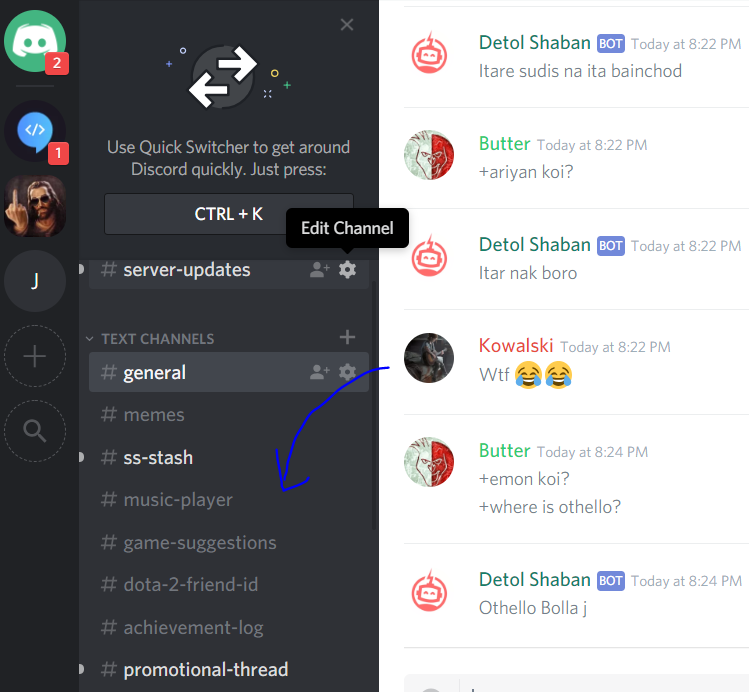 2
1
J
Use Quick Switcher to get around
Discord quickly. Just press:
CTRL + K
Edit Channel
# server-updates
TEXT CHANNELS
# general
# memes
# ss-stash
# music-player
# game-suggestions
# dota-2-friend-id
# achievement-log
# promotional-thread
Detol Shaban BOT Today at 8:22 PM
Itare sudis na ita bainchod
Butter Today at 8:22 PM
+ariyan koi?
Detol Shaban BOT Today at 8:22 PM
Itar nak boro
Kowalski Today at 8:22 PM
Wtf 😂😂
Butter Today at 8:24 PM
+emon koi?
+where is othello?
Detol Shaban BOT Today at 8:24 PM
Othello Bolla j